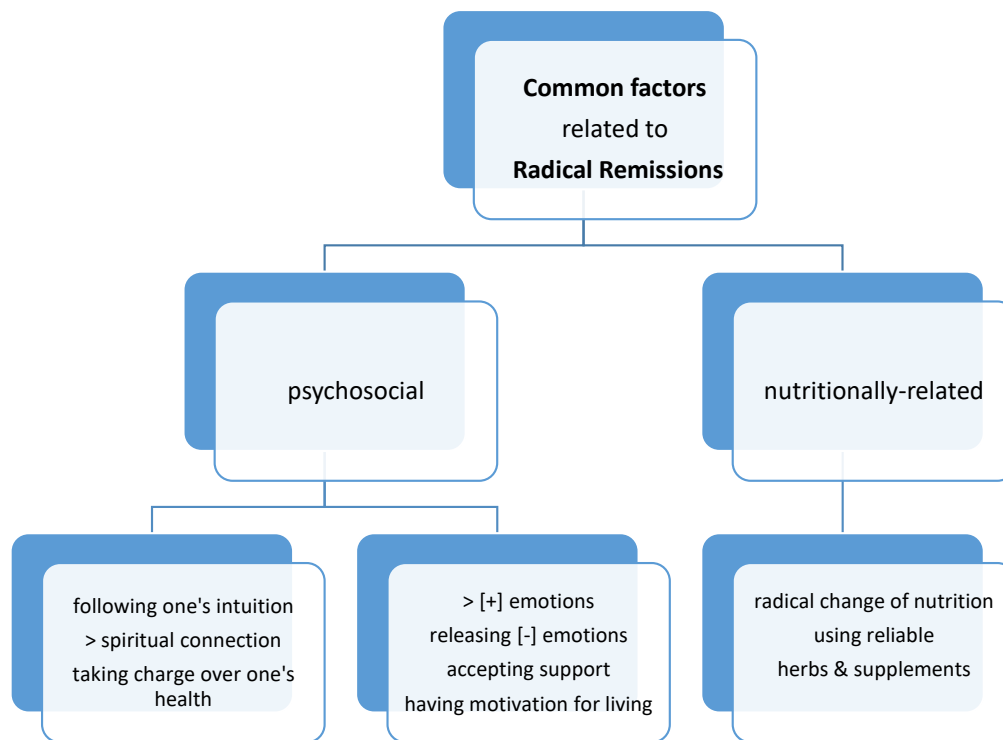 Common factors
related to
Radical Remissions
psychosocial
nutritionally-related
following one's intuition
> spiritual connection
taking charge over one's
health
> [+] emotions
releasing [-] emotions
accepting support
having motivation for living
radical change of nutrition
using reliable
herbs & supplements